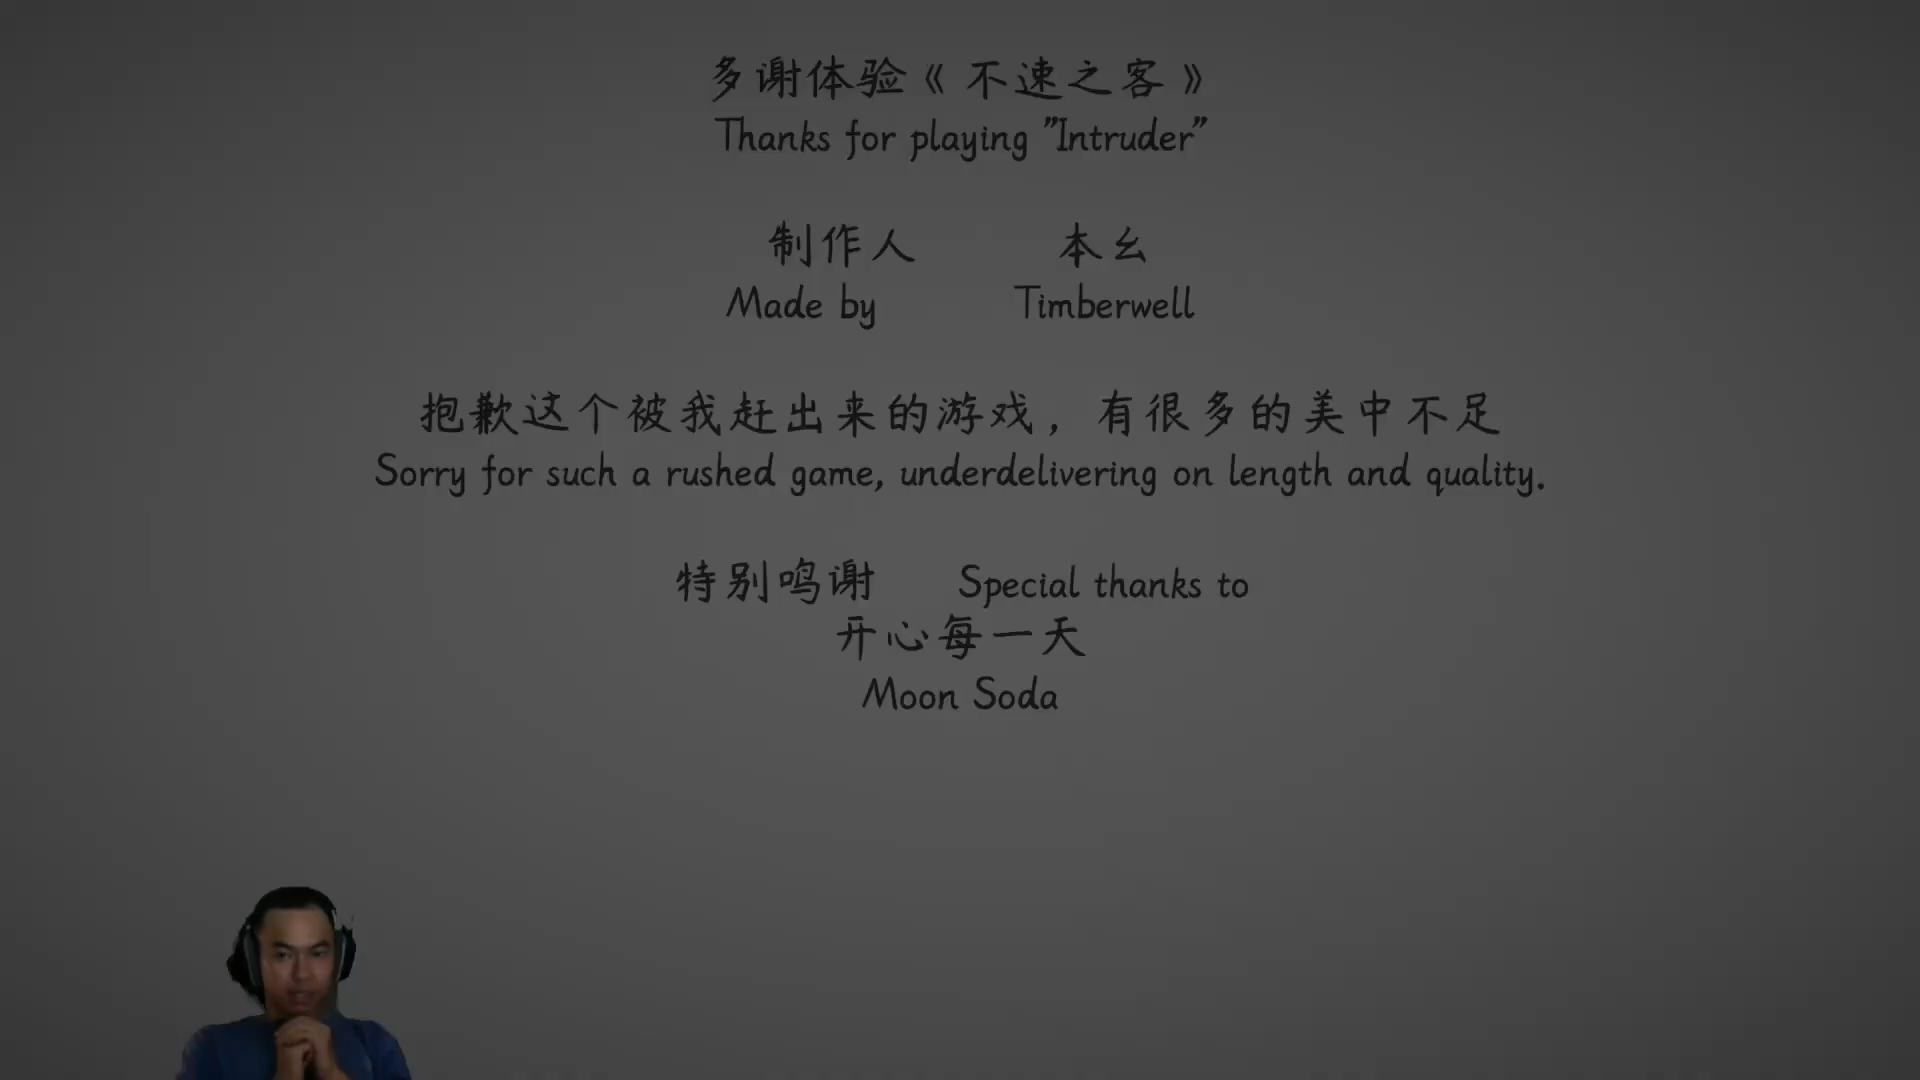 多谢体验《不速之客》
Thanks for playing "Intruder"
制作人 本幺
Made by Timberwell
抱歉这个被我赶出来的游戏，有很多的美中不足
Sorry for such a rushed game, underdelivering on length and quality.
特别鸣谢 Special thanks to
开心每一天
Moon Soda